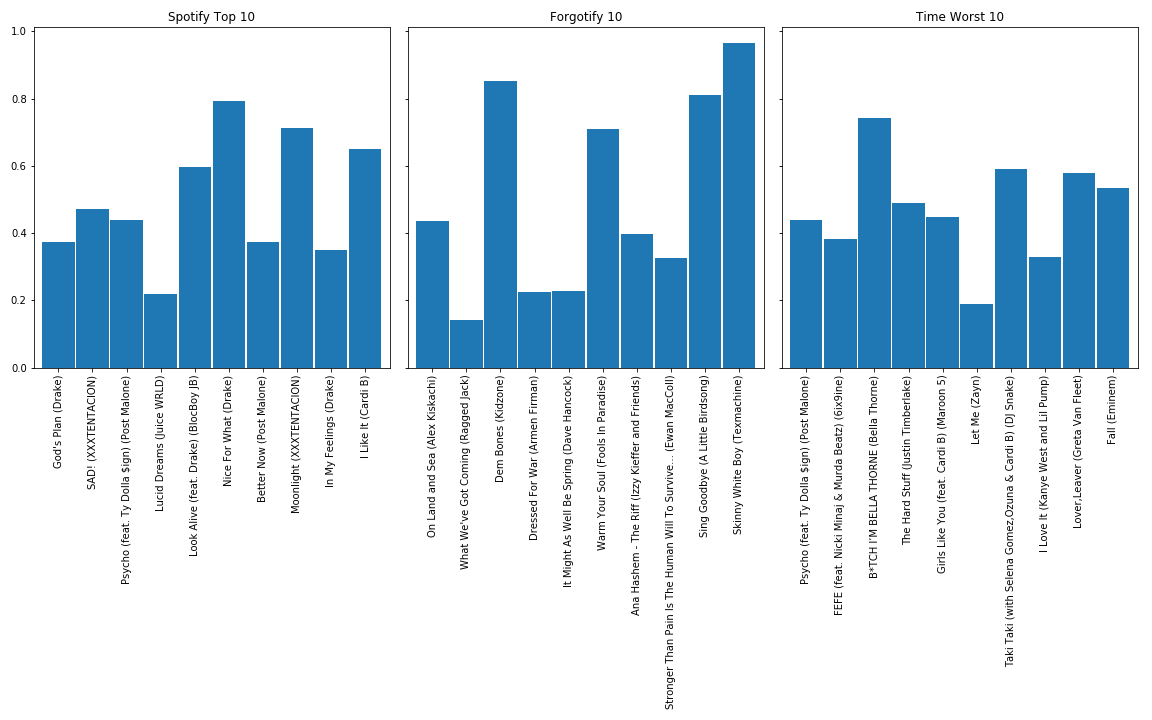 Spotify Top 10
Forgotify 10
Time Worst 10
1.0
0.8
0.6
0.4
0.2
0.0
God's Plan (Drake)
SAD! (XXXTENTACION)
Psycho (feat. Ty Dolla $ign) (Post Malone)
Lucid Dreams (Juice WRLD)
Look Alive (feat. Drake) (BlocBoy JB)
Nice For What (Drake)
Better Now (Post Malone)
Moonlight (XXXTENTACION)
In My Feelings (Drake)
I Like It (Cardi B)
On Land and Sea (Alex Kiskachi)
What We've Got Coming (Ragged Jack)
Dem Bones (Kidzone)
Dressed For War (Armen Firman)
It Might As Well Be Spring (Dave Hancock)
Warm Your Soul (Fools In Paradise)
Ana Hashem - The Riff (Izzy Kieffer and Friends)
Stronger Than Pain Is The Human Will To Survive... (Ewan MacColl)
Sing Goodbye (A Little Birdsong)
Skinny White Boy (Texmachine)
Psycho (feat. Ty Dolla $ign) (Post Malone)
FEFE (feat. Nicki Minaj & Murda Beatz) (6ix9ine)
B*TCH I'M BELLA THORNE (Bella Thorne)
The Hard Stuff (Justin Timberlake)
Girls Like You (feat. Cardi B) (Maroon 5)
Let Me (Zayn)
Taki Taki (with Selena Gomez,Ozuna & Cardi B) (DJ Snake)
I Love It (Kanye West and Lil Pump)
Lover,Leaver (Greta Van Fleet)
Fall (Eminem)